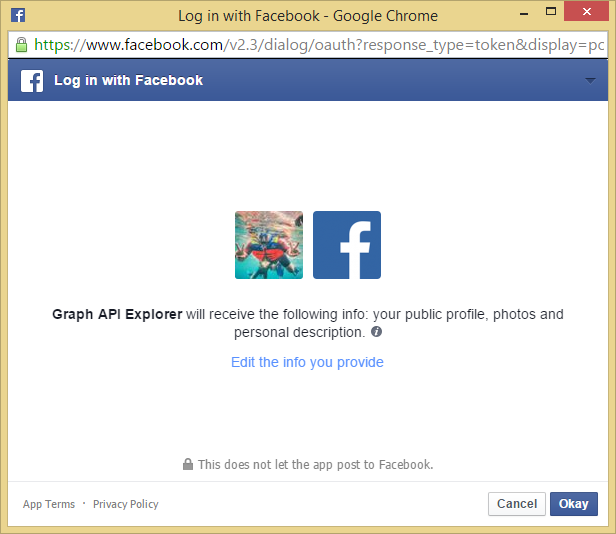 Log in with Facebook - Google Chrome
https://www.facebook.com/v2.3/dialog/oauth?response_type=token&display=pc
Log in with Facebook
Graph API Explorer will receive the following info: your public profile, photos and
personal description.
Edit the info you provide
This does not let the app post to Facebook.
App Terms · Privacy Policy
Cancel
Okay